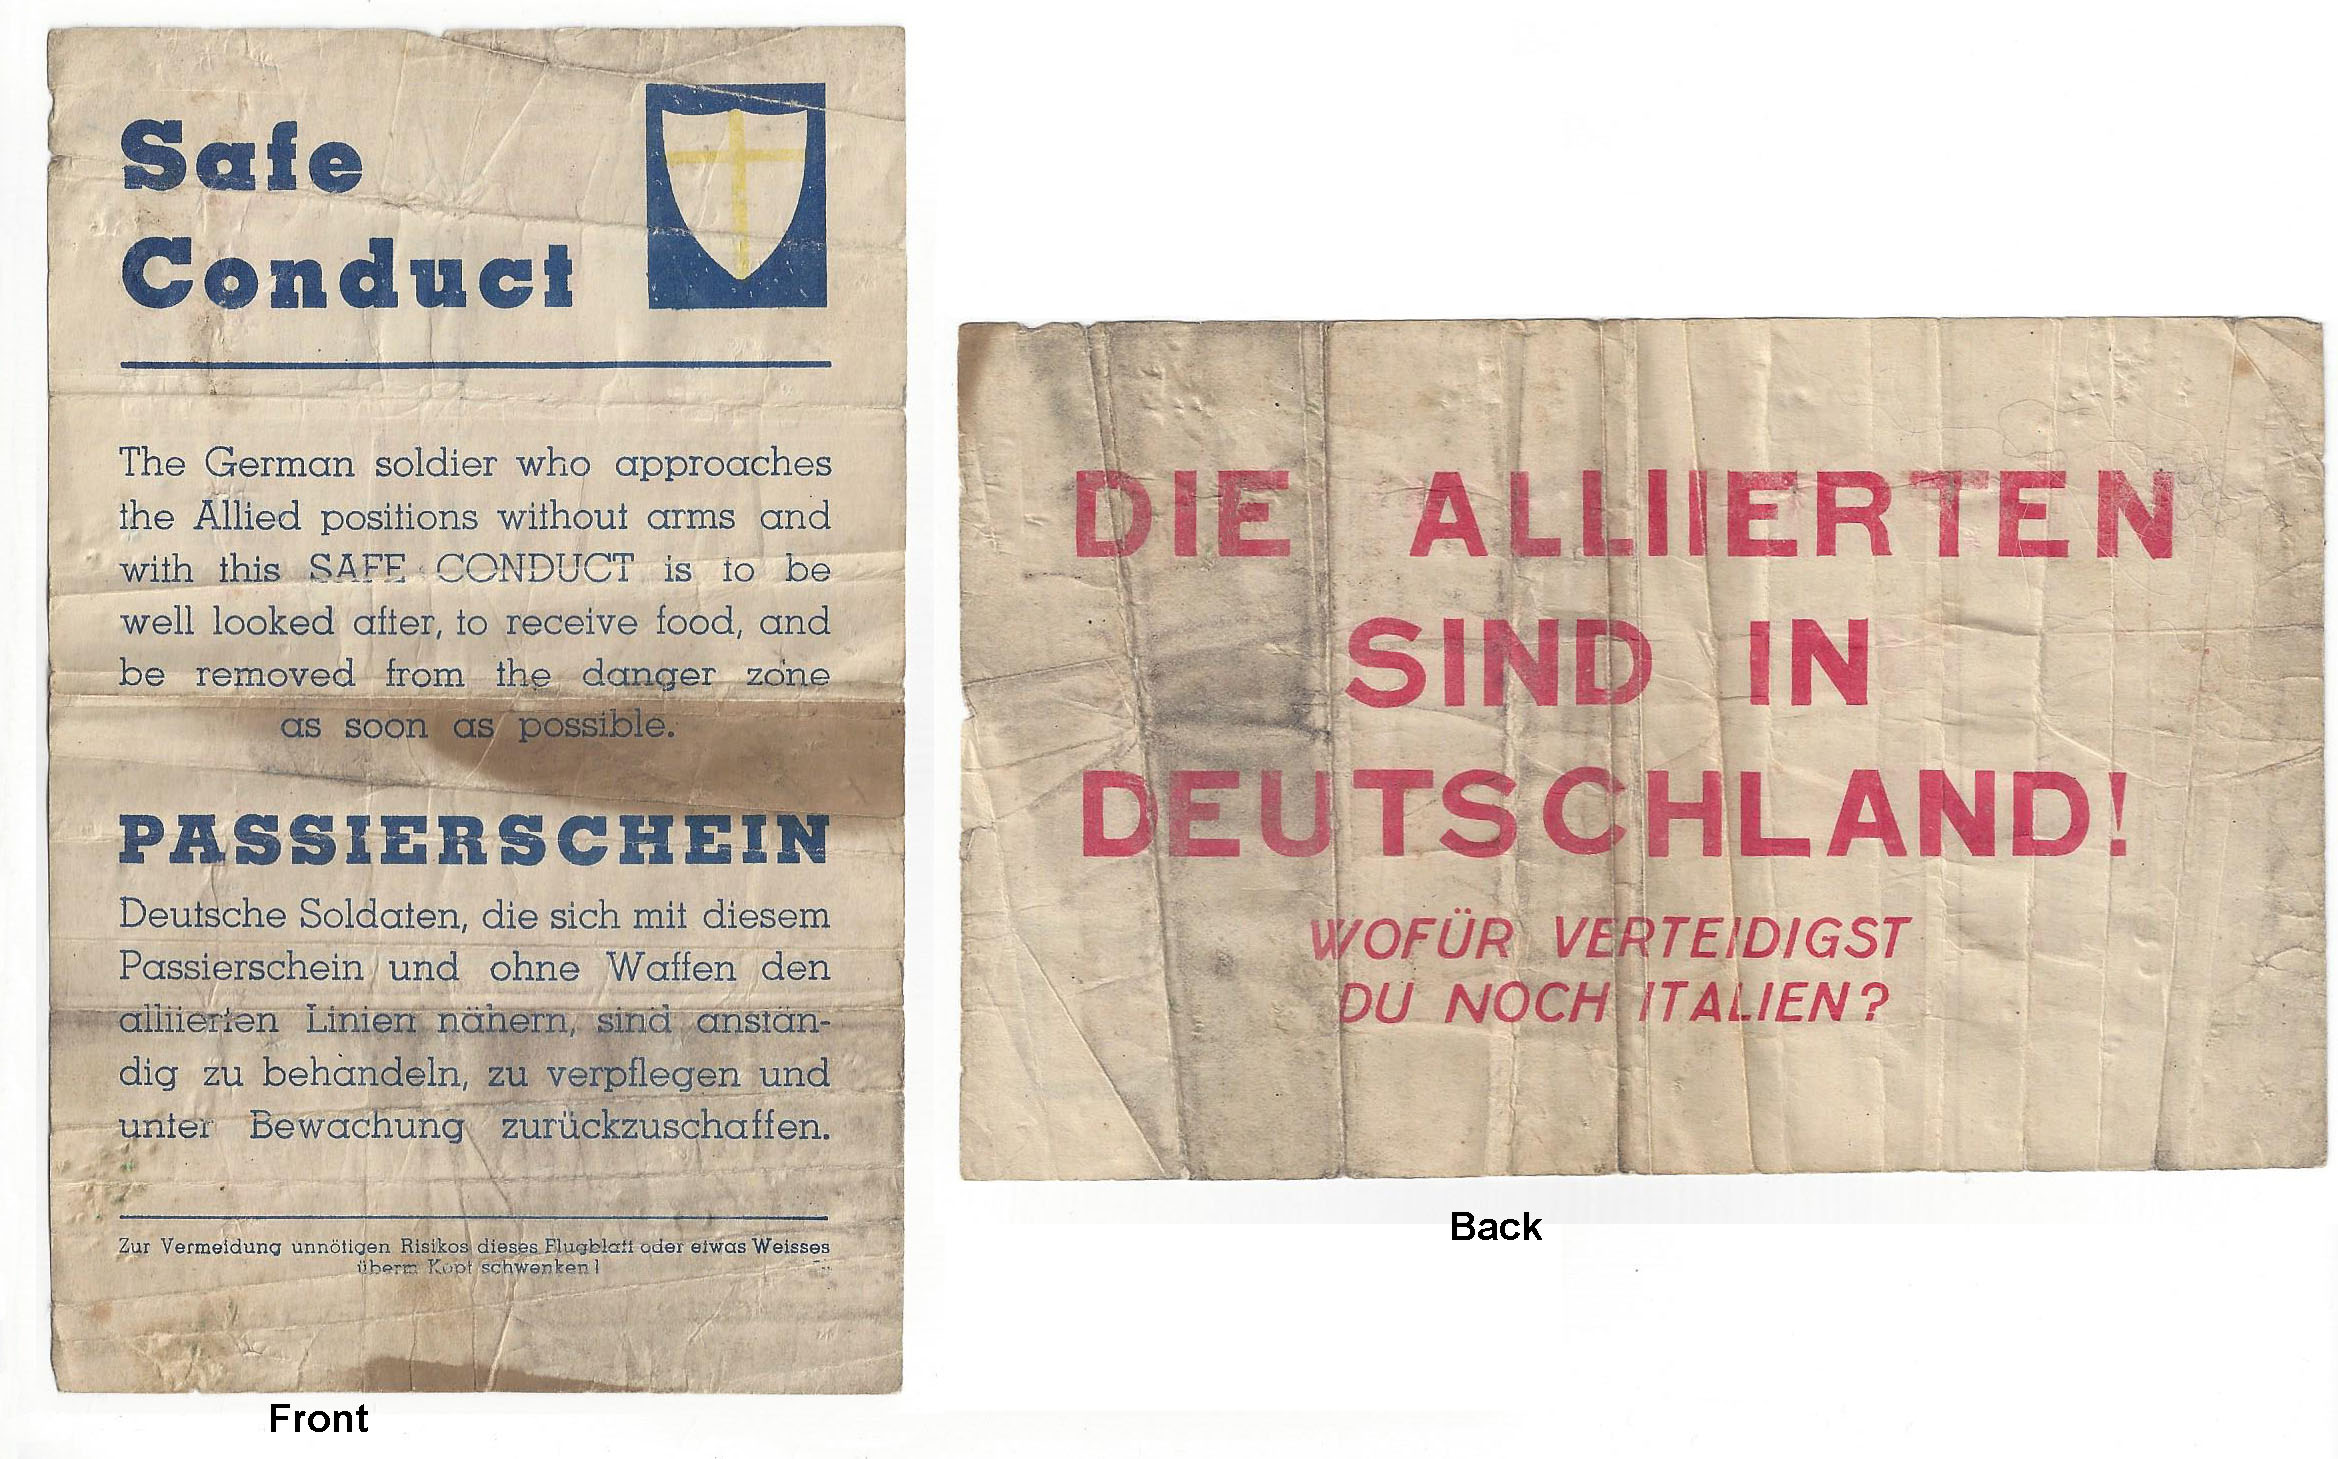 Safe
Conduct
The German soldier who approaches
the Allied positions without arms and
with this SAFE CONDUCT is to be
well looked after, to receive food, and
be removed from the danger zone
as soon as possible.
PASSIERSCHEIN
Deutsche Soldaten, die sich mit diesem
Passierschein und ohne Waffen den
alliierten Linien nähern, sind anstän-
dig zu behandeln, zu verpflegen und
unter Bewachung zurückzuschaffen.
Zur Vermeidung unnötigen Risikos dieses Flugblatt oder etwas Weisses
überm Kopf schwenken!
Front
DIE ALLIIERTEN
SIND IN
DEUTSCHLAND!
WOFÜR VERTEIDIGST
DU NOCH ITALIEN?
Back